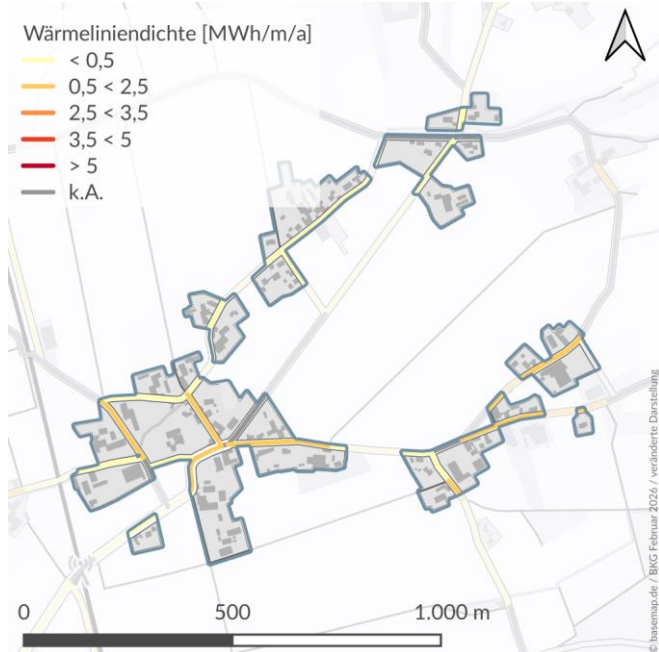 Wärmeliniendichte [MWh/m/a]
< 0,5
0,5 < 2,5
2,5 < 3,5
3,5 < 5
> 5
k.A.
0 500 1.000 m
© basemap.de / BKG Februar 2026 / veränderte Darstellung